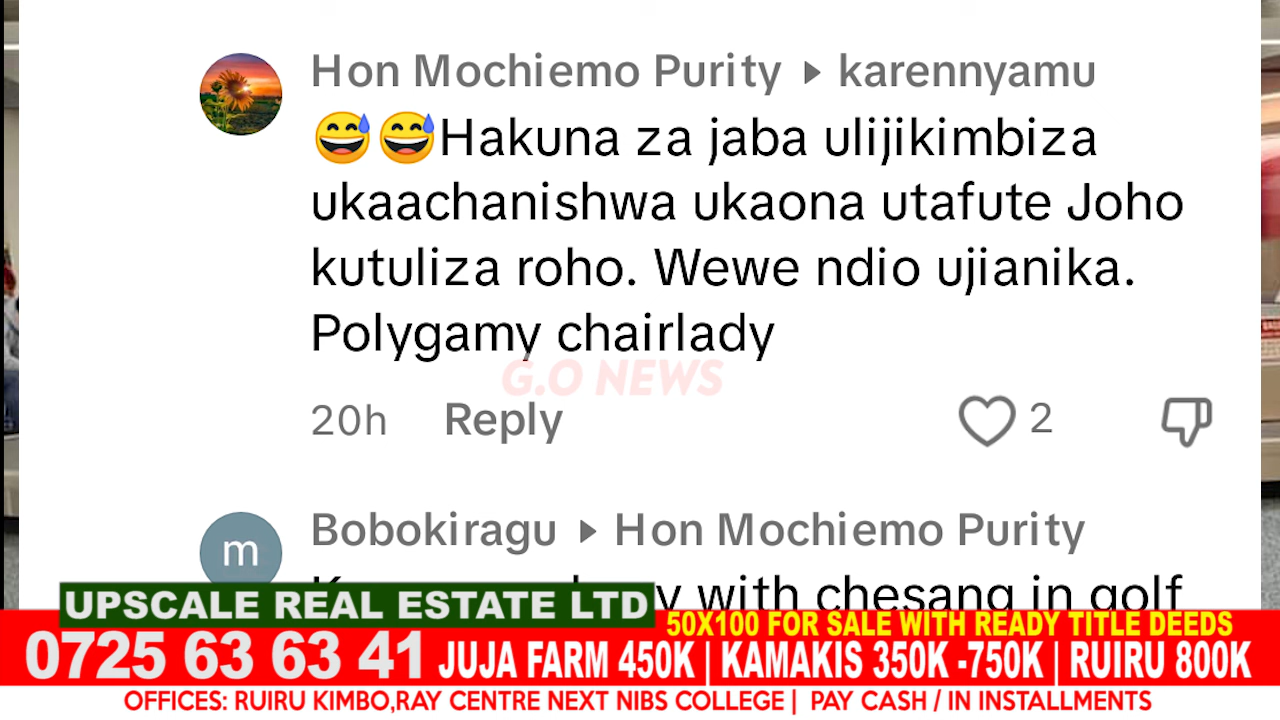 Hon Mochiemo Purity ▸ karennyamu
😅😅Hakuna za jaba ulijikimbiza
ukaachanishwa ukaona utafute Joho
kutuliza roho. Wewe ndio ujianika.
Polygamy chairlady
G.O NEWS
20h Reply 2
m
Bobokiragu ▸ Hon Mochiemo Purity
with chesang in golf
UPSCALE REAL ESTATE LTD
50X100 FOR SALE WITH READY TITLE DEEDS
0725 63 63 41 JUJA FARM 450K | KAMAKIS 350K -750K | RUIRU 800K
OFFICES: RUIRU KIMBO,RAY CENTRE NEXT NIBS COLLEGE | PAY CASH / IN INSTALLMENTS